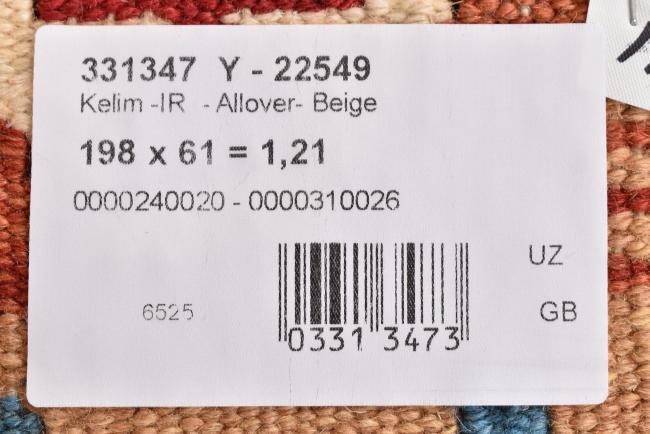 331347 Y - 22549
Kelim -IR - Allover- Beige
198 x 61 = 1,21
0000240020 - 0000310026
UZ
6525
GB
0331 3473